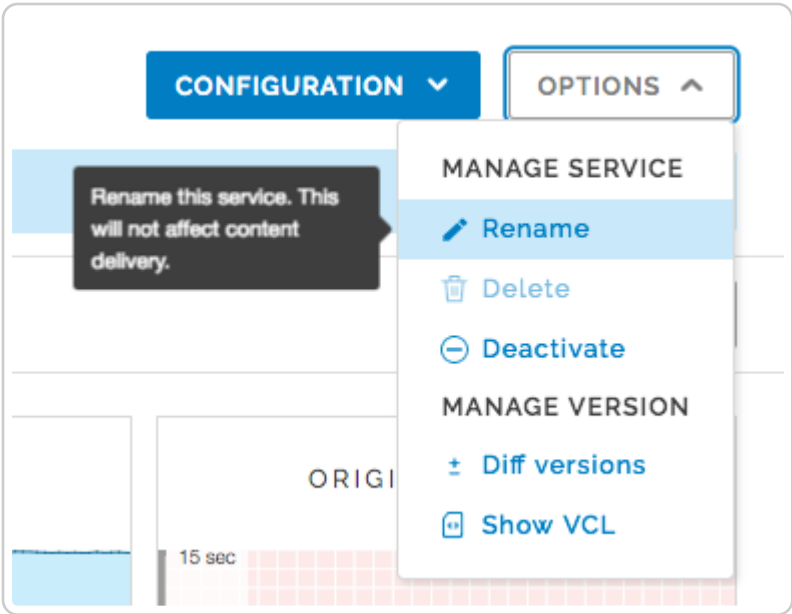 CONFIGURATION
OPTIONS
MANAGE SERVICE
Rename this service. This
will not affect content
delivery.
Rename
Delete
Deactivate
MANAGE VERSION
Diff versions
Show VCL
ORIGI
15 sec